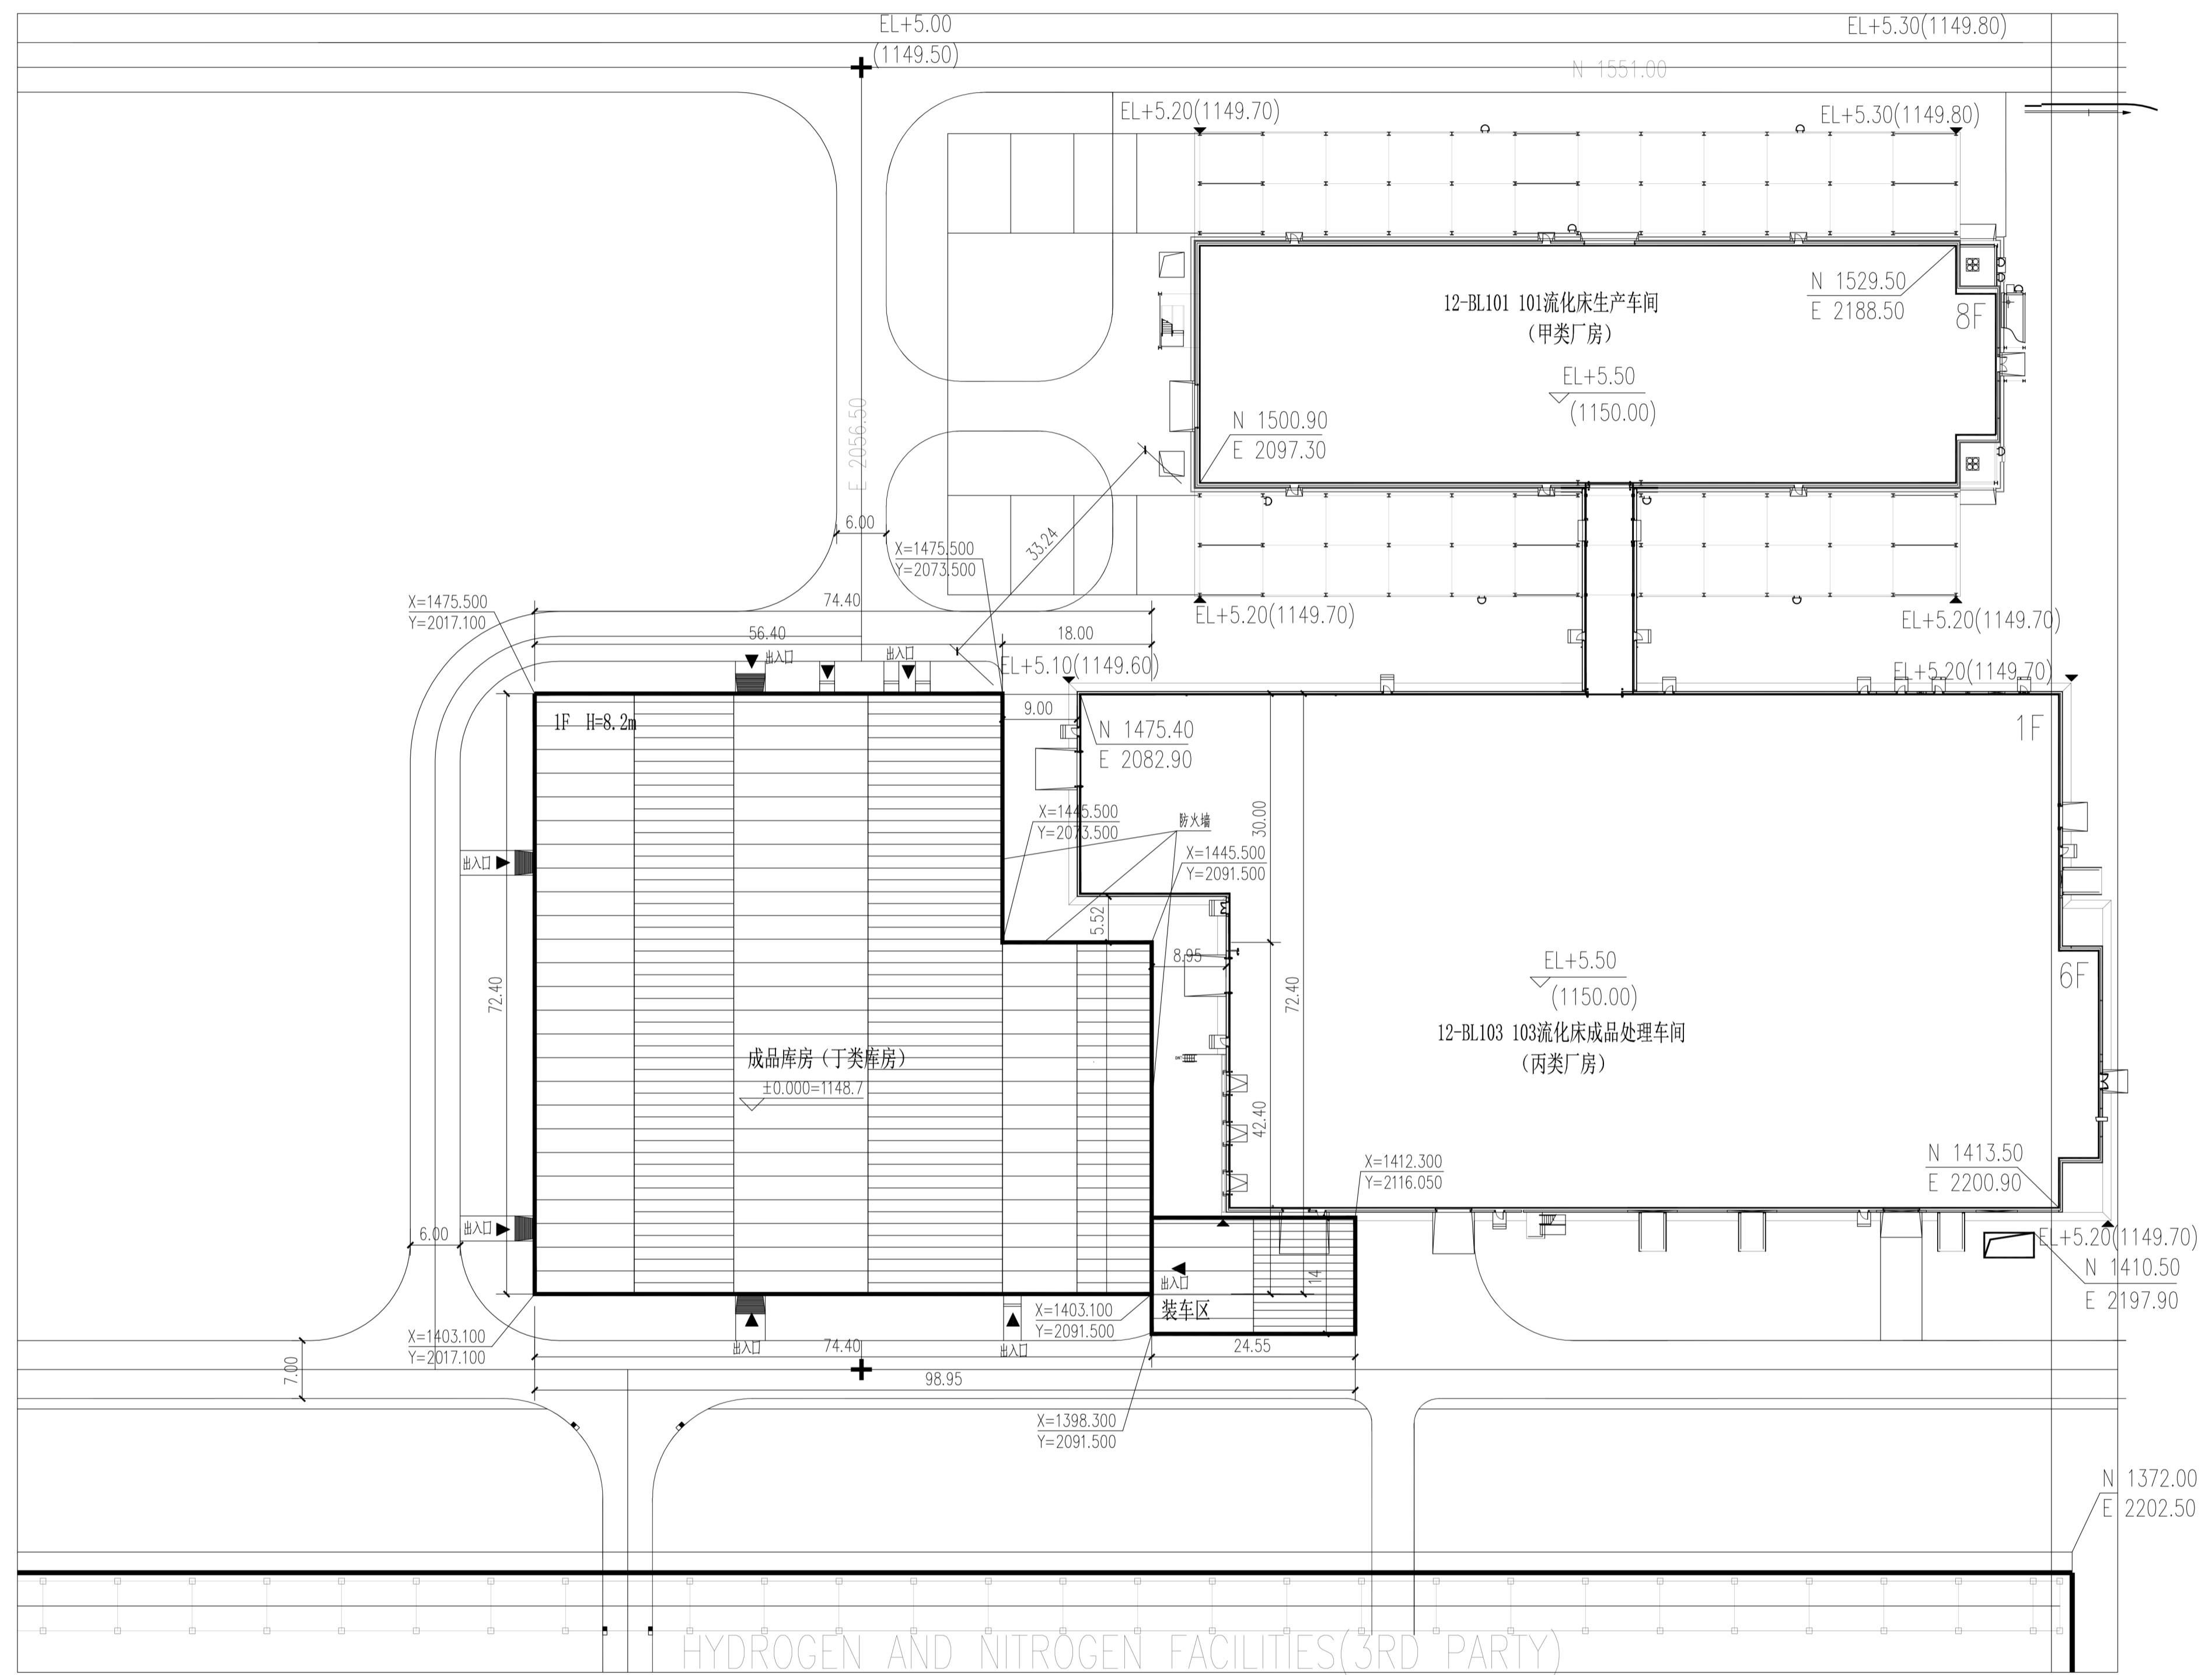 EL+5.00
(1149.50)
EL+5.30(1149.80)
N 1551.00
EL+5.20(1149.70)
EL+5.30(1149.80)
12-BL101 101流化床生产车间
（甲类厂房）
N 1529.50
E 2188.50
8F
EL+5.50
(1150.00)
N 1500.90
E 2097.30
E 2056.50
6.00
33.24
X=1475.500
Y=2073.500
X=1475.500
Y=2017.100
74.40
56.40
18.00
EL+5.20(1149.70)
EL+5.20(1149.70)
出入口
出入口
EL+5.10(1149.60)
EL+5.20(1149.70)
1F H=8.2m
9.00
N 1475.40
E 2082.90
1F
X=1445.500
Y=2073.500
防火墙
30.00
X=1445.500
Y=2091.500
出入口
5.52
8.95
72.40
72.40
EL+5.50
(1150.00)
6F
12-BL103 103流化床成品处理车间
（丙类厂房）
成品库房（丁类库房）
±0.000=1148.7
42.40
X=1412.300
Y=2116.050
N 1413.50
E 2200.90
6.00
出入口
EL+5.20(1149.70)
N 1410.50
E 2197.90
出入口
14
装车区
X=1403.100
Y=2091.500
X=1403.100
Y=2017.100
出入口
74.40
出入口
24.55
7.00
98.95
X=1398.300
Y=2091.500
N 1372.00
E 2202.50
HYDROGEN AND NITROGEN FACILITIES(3RD PARTY)